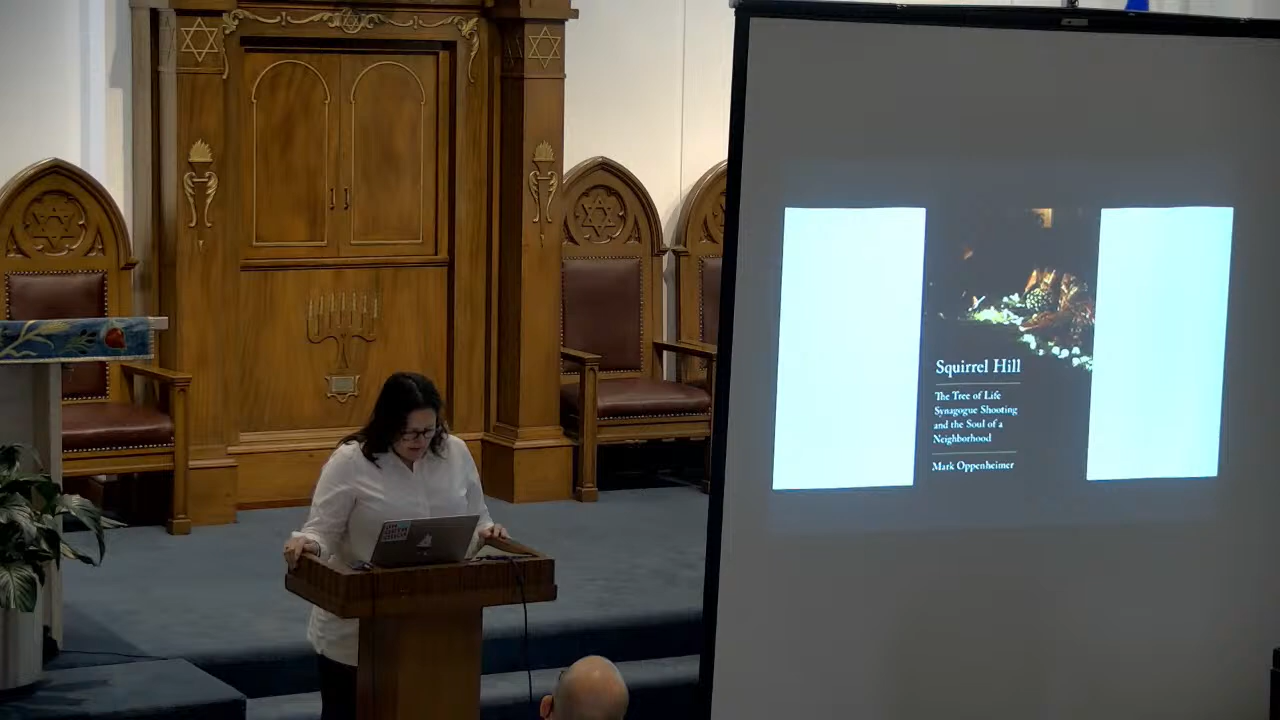 Squirrel Hill
The Tree of Life
Synagogue Shooting
and the Soul of a
Neighborhood
Mark Oppenheimer